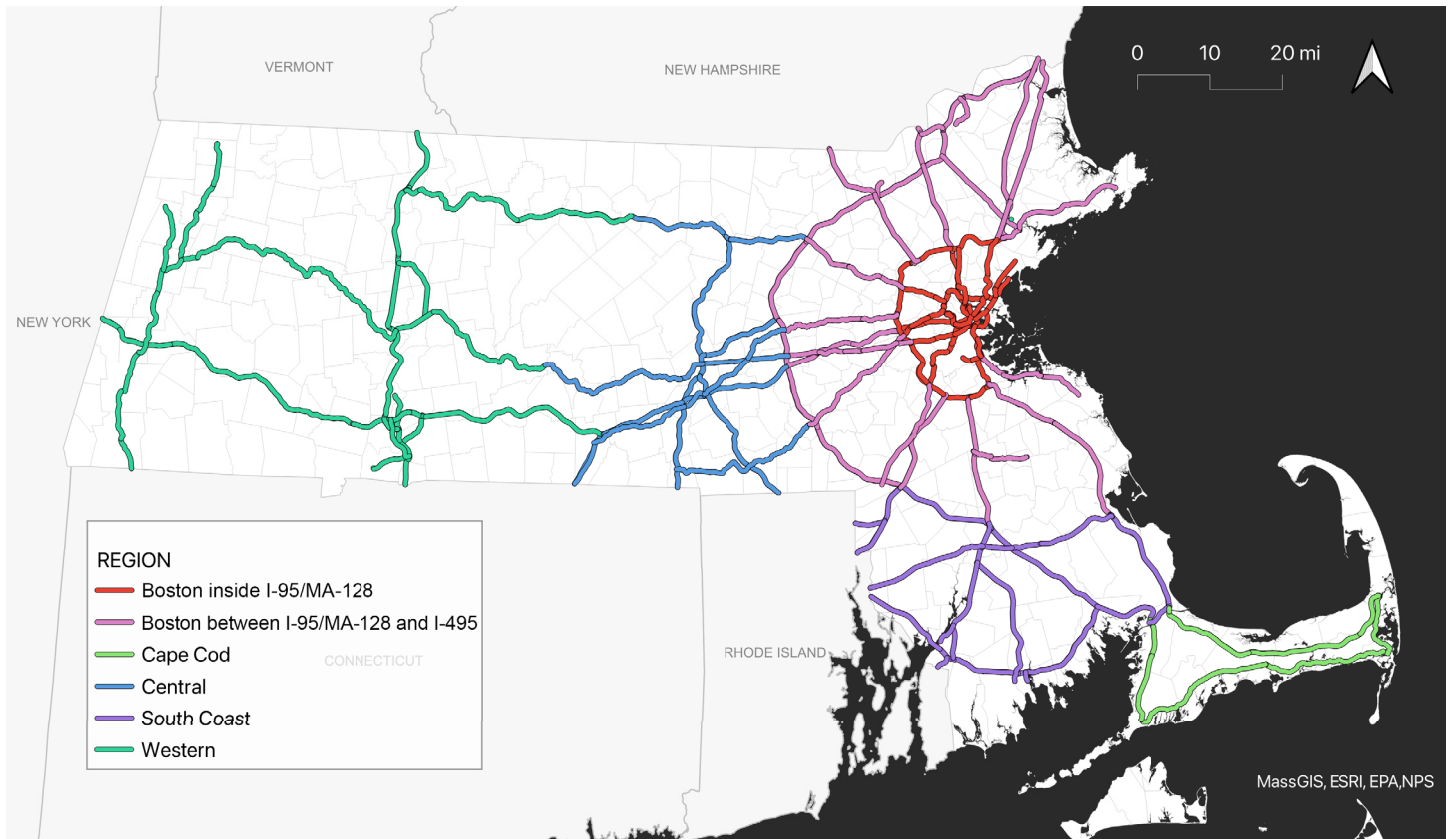 0 10 20 mi
VERMONT
NEW HAMPSHIRE
NEW YORK
REGION
Boston inside I-95/MA-128
Boston between I-95/MA-128 and I-495
Cape Cod
CONNECTICUT
RHODE ISLAND
Central
South Coast
Western
MassGIS, ESRI, EPA,NPS